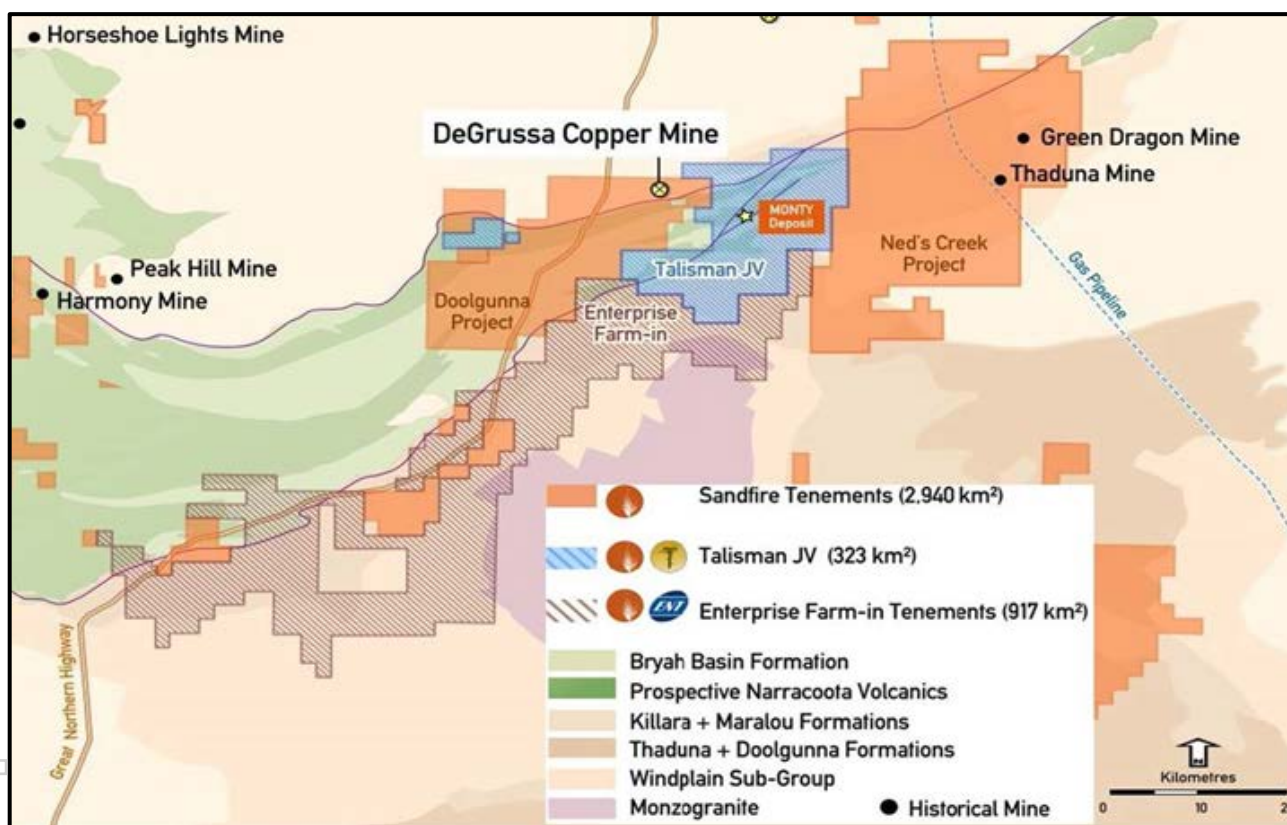 Horseshoe Lights Mine
DeGrussa Copper Mine
Green Dragon Mine
Thaduna Mine
MONTY
Deposit
Ned's Creek
Project
Peak Hill Mine
Harmony Mine
Talisman JV
Gas Pipeline
Doolgunna
Project
Enterprise
Farm-in
Great Northern Highway
Sandfire Tenements (2,940 km²)
Talisman JV (323 km²)
ENT
Enterprise Farm-in Tenements (917 km²)
Bryah Basin Formation
Prospective Narracoota Volcanics
Killara + Maralou Formations
Thaduna + Doolgunna Formations
Windplain Sub-Group
Monzogranite
Historical Mine
Kilometres
0 10